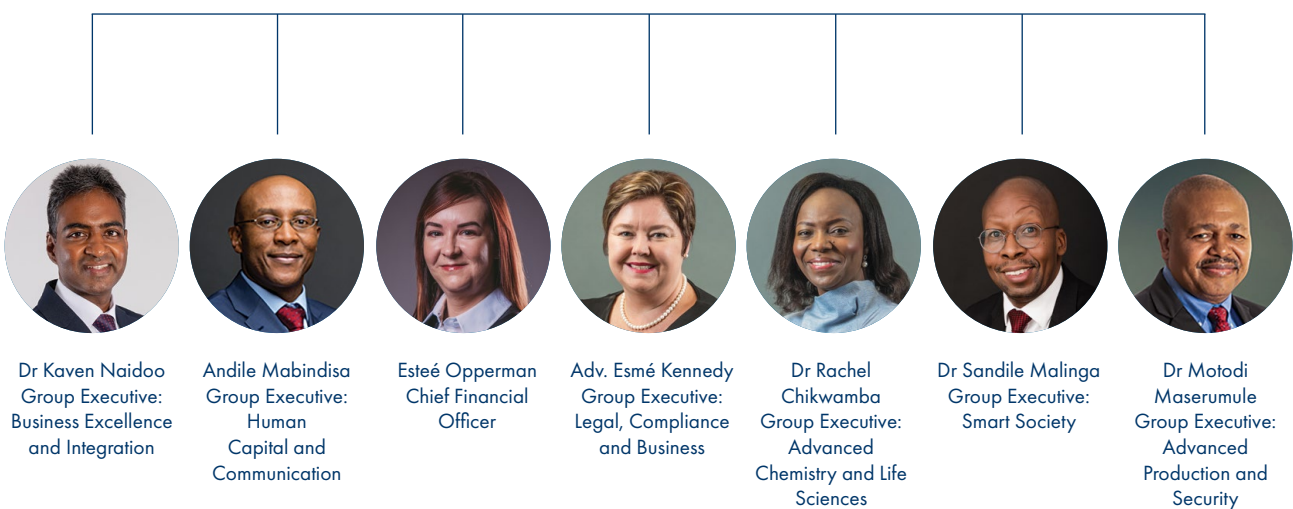 Dr Kaven Naidoo
Group Executive:
Business Excellence
and Integration
Andile Mabindisa
Group Executive:
Human
Capital and
Communication
Esteé Opperman
Chief Financial
Officer
Adv. Esmé Kennedy
Group Executive:
Legal, Compliance
and Business
Dr Rachel
Chikwamba
Group Executive:
Advanced
Chemistry and Life
Sciences
Dr Sandile Malinga
Group Executive:
Smart Society
Dr Motodi
Maserumule
Group Executive:
Advanced
Production and
Security